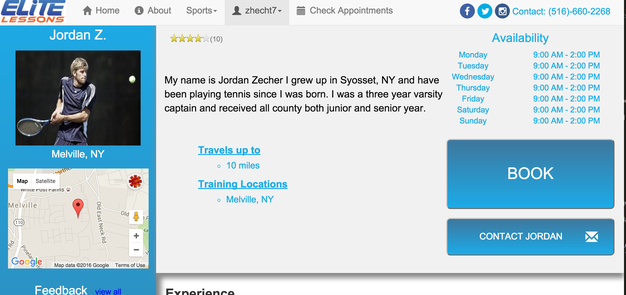 ELITE
LESSONS
Home
About
Sports
zhecht7
Check Appointments
Contact: (516)-660-2268
Jordan Z.
Melville, NY
Map
Satellite
Melville
Old East Neck Rd
Google
Map data ©2016 Google
Terms of Use
Feedback view all
(10)
My name is Jordan Zecher I grew up in Syosset, NY and have
been playing tennis since I was born. I was a three year varsity
captain and received all county both junior and senior year.
Travels up to
10 miles
Training Locations
Melville, NY
Experience
Availability
Monday 9:00 AM - 2:00 PM
Tuesday 9:00 AM - 2:00 PM
Wednesday 9:00 AM - 2:00 PM
Thursday 9:00 AM - 2:00 PM
Friday 9:00 AM - 2:00 PM
Saturday 9:00 AM - 2:00 PM
Sunday 9:00 AM - 2:00 PM
BOOK
CONTACT JORDAN